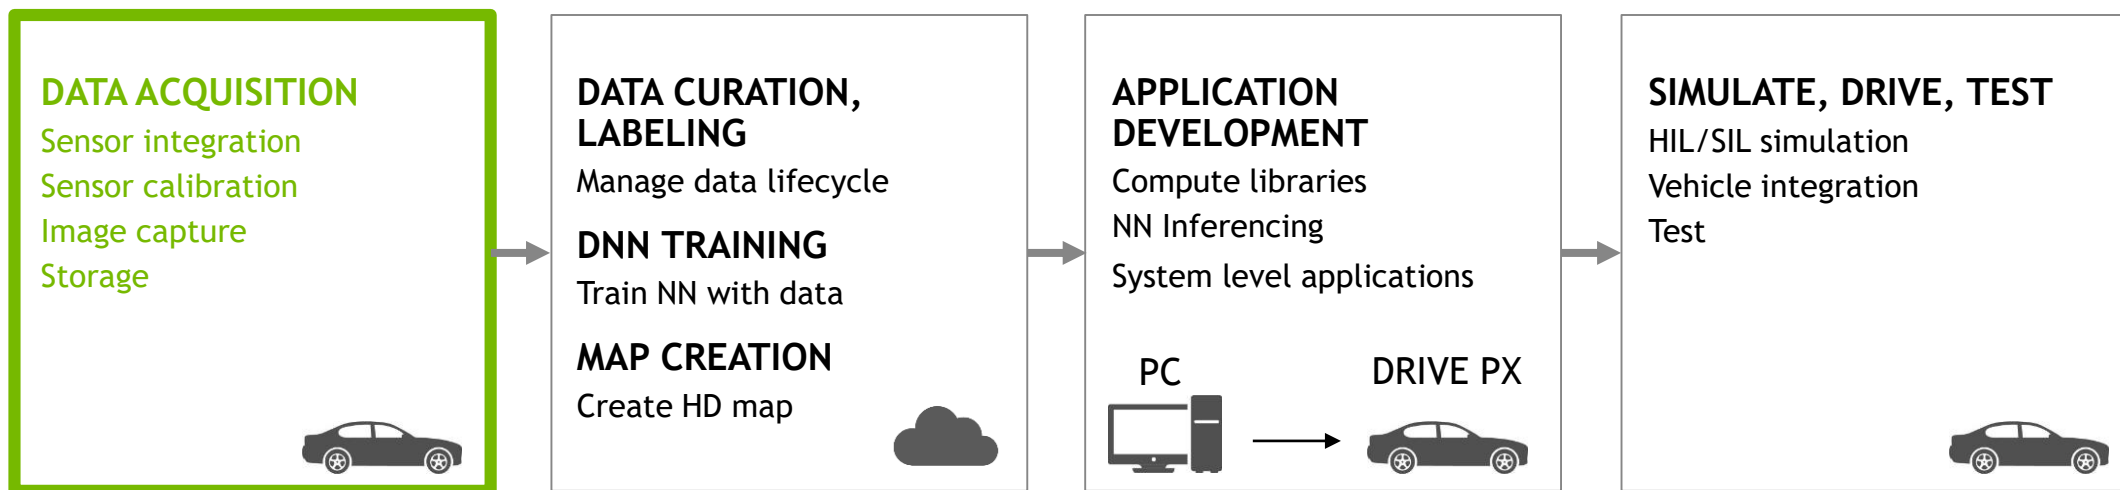 DATA ACQUISITION
Sensor integration
Sensor calibration
Image capture
Storage
DATA CURATION,
LABELING
Manage data lifecycle
DNN TRAINING
Train NN with data
MAP CREATION
Create HD map
APPLICATION
DEVELOPMENT
Compute libraries
NN Inferencing
System level applications
PC
DRIVE PX
SIMULATE, DRIVE, TEST
HIL/SIL simulation
Vehicle integration
Test